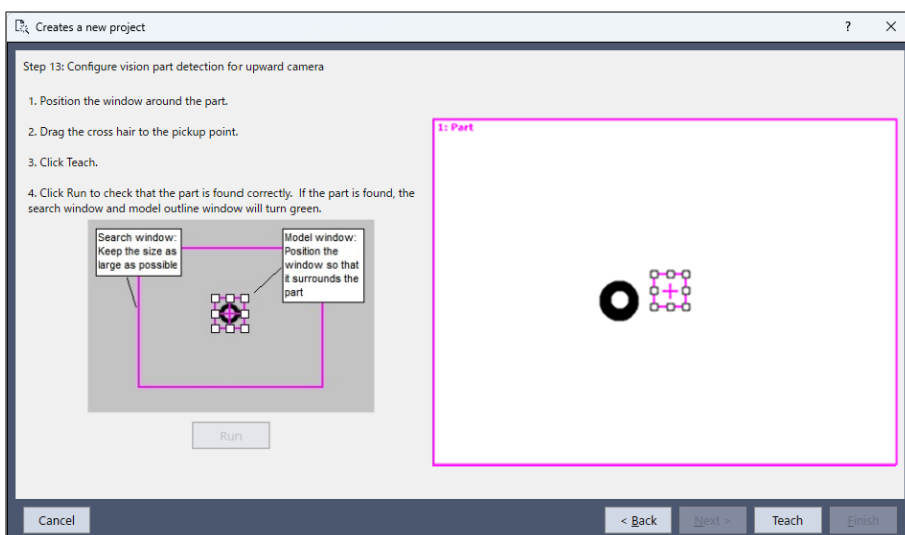 Creates a new project
?
Step 13: Configure vision part detection for upward camera
1. Position the window around the part.
2. Drag the cross hair to the pickup point.
3. Click Teach.
4. Click Run to check that the part is found correctly. If the part is found, the
search window and model outline window will turn green.
Search window:
Keep the size as
large as possible
Model window:
Position the
window so that
it surrounds the
part
Run
1: Part
Cancel
< Back
Next >
Teach
Finish